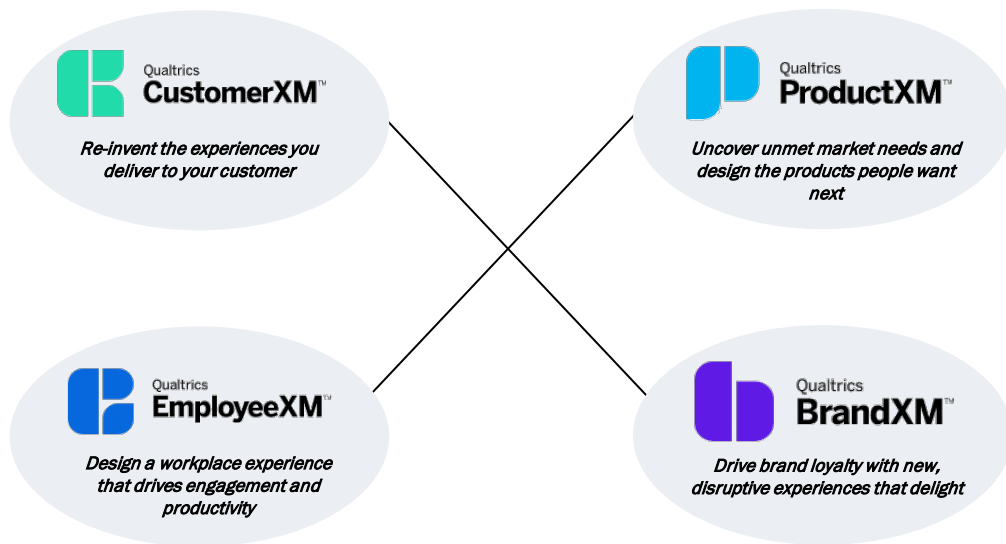 Qualtrics
CustomerXM™
Re-invent the experiences you
deliver to your customer
Qualtrics
ProductXM™
Uncover unmet market needs and
design the products people want
next
Qualtrics
EmployeeXM™
Design a workplace experience
that drives engagement and
productivity
Qualtrics
BrandXM™
Drive brand loyalty with new,
disruptive experiences that delight